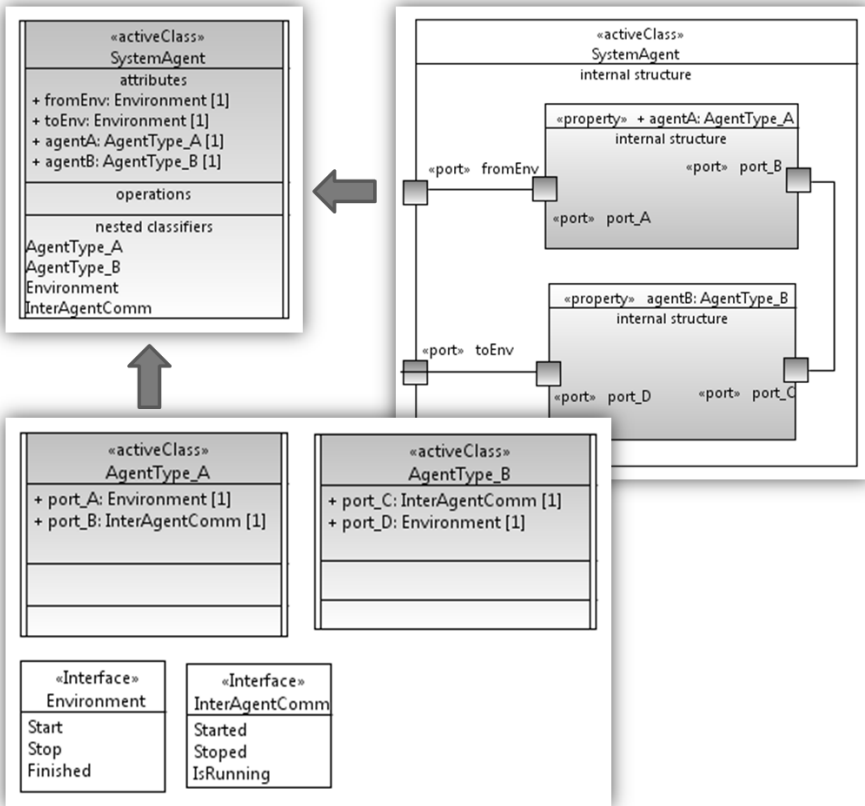 «activeClass»
SystemAgent
attributes
+ fromEnv: Environment [1]
+ toEnv: Environment [1]
+ agentA: AgentType_A [1]
+ agentB: AgentType_B [1]
operations
nested classifiers
AgentType_A
AgentType_B
Environment
InterAgentComm
«activeClass»
SystemAgent
internal structure
«property» + agentA: AgentType_A
internal structure
«port» port_B
«port» fromEnv
«port» port_A
«property» agentB: AgentType_B
internal structure
«port» toEnv
«port» port_D
«port» port_C
«activeClass»
AgentType_A
+ port_A: Environment [1]
+ port_B: InterAgentComm [1]
«activeClass»
AgentType_B
+ port_C: InterAgentComm [1]
+ port_D: Environment [1]
«Interface»
Environment
Start
Stop
Finished
«Interface»
InterAgentComm
Started
Stoped
IsRunning